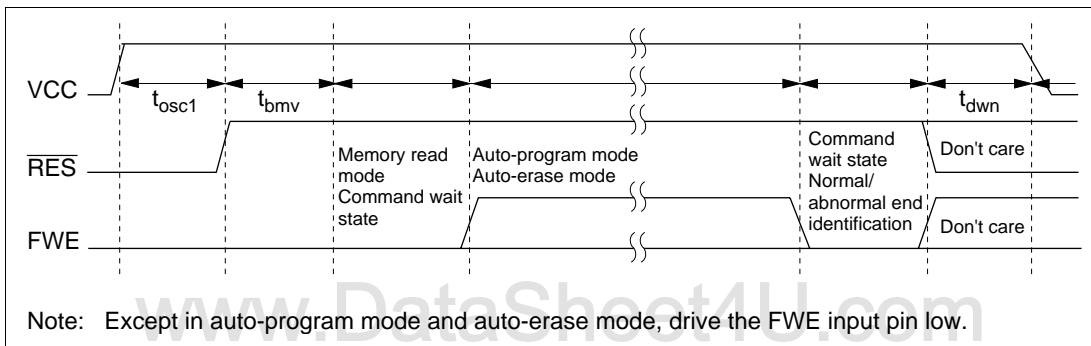 VCC
tosc1
tbmv
tdwn
RES
Memory read
mode
Command wait
state
Auto-program mode
Auto-erase mode
Command
wait state
Normal/
abnormal end
identification
Don't care
FWE
Don't care
www.DataSheet4U.com
Note: Except in auto-program mode and auto-erase mode, drive the FWE input pin low.